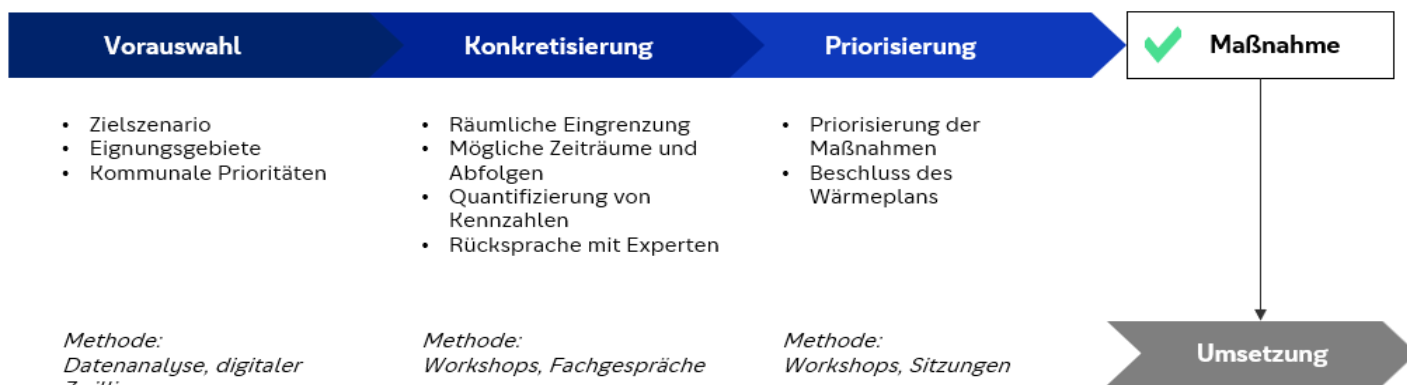 Vorauswahl
Konkretisierung
Priorisierung
Maßnahme
• Zielszenario
• Eignungsgebiete
• Kommunale Prioritäten
• Räumliche Eingrenzung
• Mögliche Zeiträume und
Abfolgen
• Quantifizierung von
Kennzahlen
• Rücksprache mit Experten
• Priorisierung der
Maßnahmen
• Beschluss des
Wärmeplans
Methode:
Datenanalyse, digitaler
Methode:
Workshops, Fachgespräche
Methode:
Workshops, Sitzungen
Umsetzung